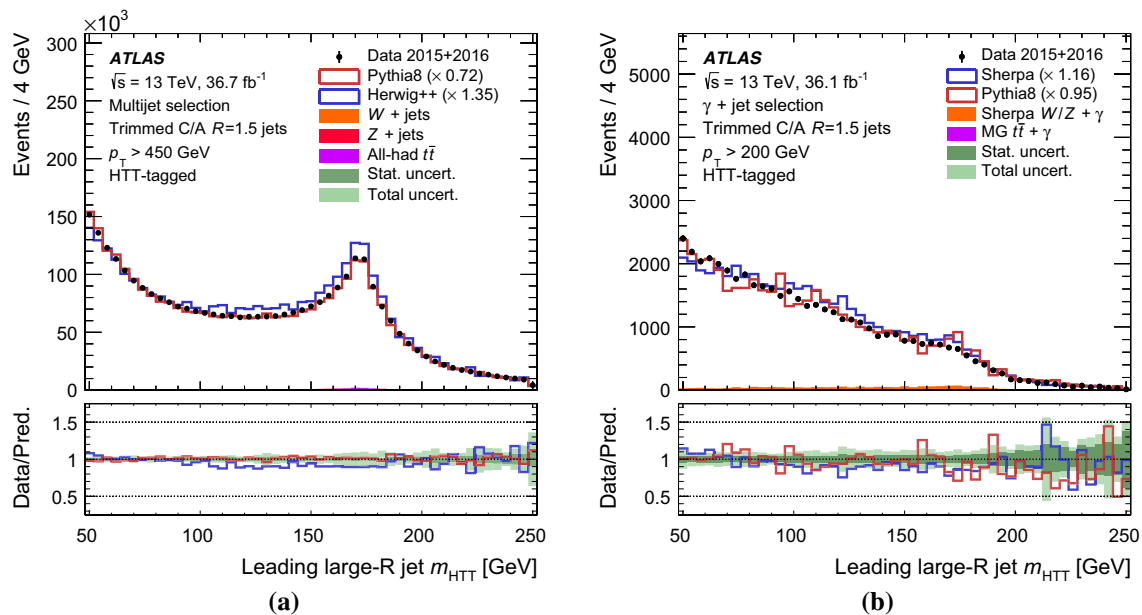 ×10³
Events / 4 GeV
300
250
200
150
100
50
0
ATLAS
√s = 13 TeV, 36.7 fb⁻¹
Multijet selection
Trimmed C/A R=1.5 jets
p_T > 450 GeV
HTT-tagged
Data 2015+2016
Pythia8 (× 0.72)
Herwig++ (× 1.35)
W + jets
Z + jets
All-had tt̄
Stat. uncert.
Total uncert.
Data/Pred.
1.5
1
0.5
50 100 150 200 250
Leading large-R jet m_HTT [GeV]
(a)
Events / 4 GeV
5000
4000
3000
2000
1000
0
ATLAS
√s = 13 TeV, 36.1 fb⁻¹
γ + jet selection
Trimmed C/A R=1.5 jets
p_T > 200 GeV
HTT-tagged
Data 2015+2016
Sherpa (× 1.16)
Pythia8 (× 0.95)
Sherpa W/Z + γ
MG tt̄ + γ
Stat. uncert.
Total uncert.
Data/Pred.
1.5
1
0.5
50 100 150 200 250
Leading large-R jet m_HTT [GeV]
(b)